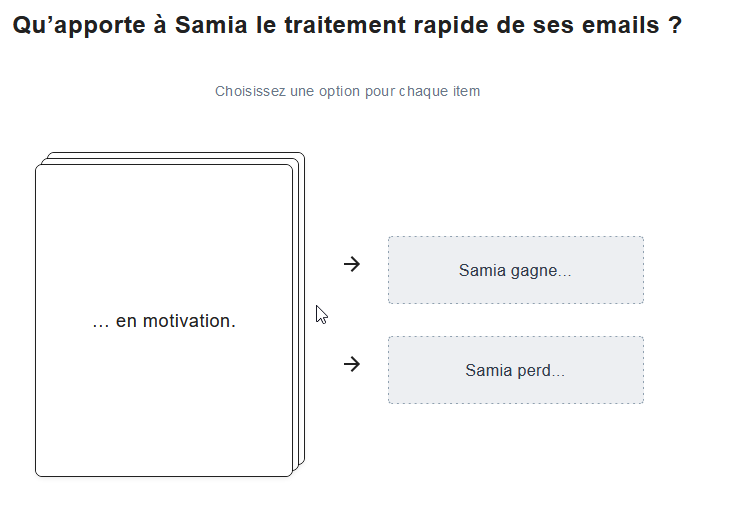 Qu’apporte à Samia le traitement rapide de ses emails ?
Choisissez une option pour chaque item
... en motivation.
Samia gagne...
Samia perd...